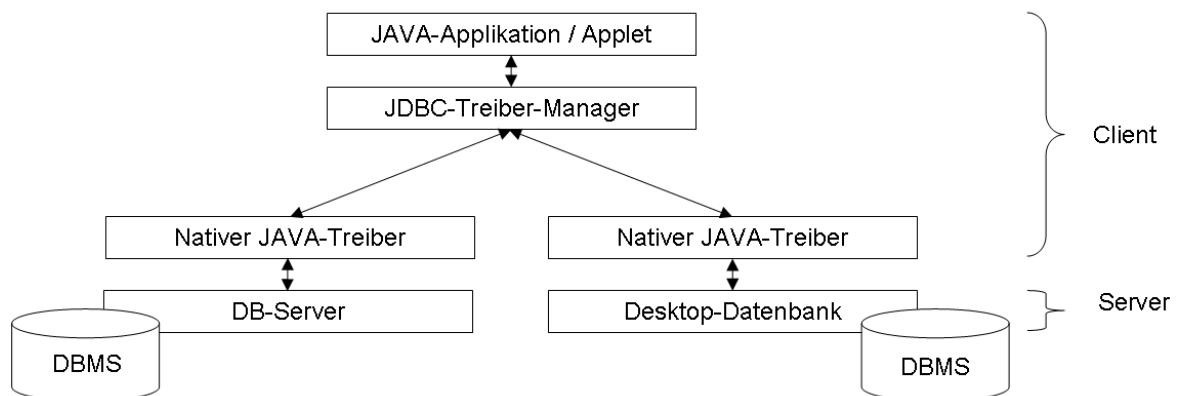 JAVA-Applikation / Applet
JDBC-Treiber-Manager
Client
Nativer JAVA-Treiber
Nativer JAVA-Treiber
DB-Server
Desktop-Datenbank
Server
DBMS
DBMS